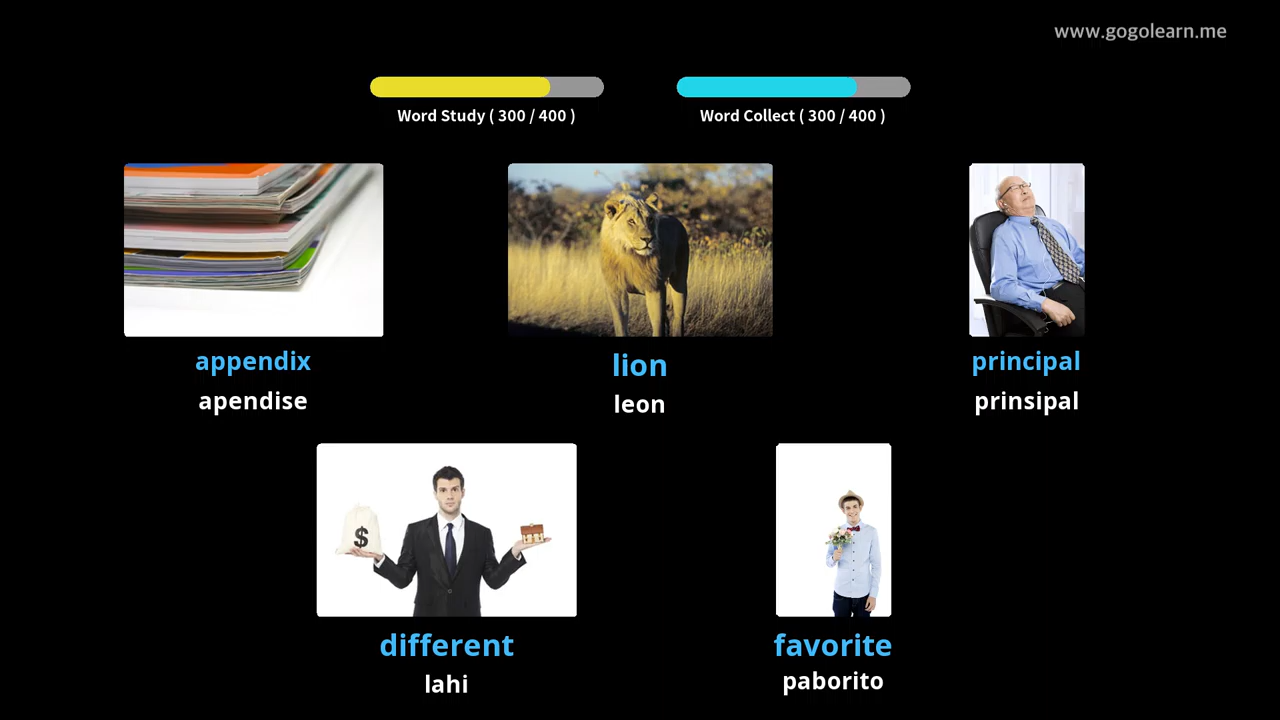 www.gogolearn.me
Word Study ( 300 / 400 )
Word Collect ( 300 / 400 )
appendix
apendise
lion
leon
principal
prinsipal
$
different
lahi
favorite
paborito